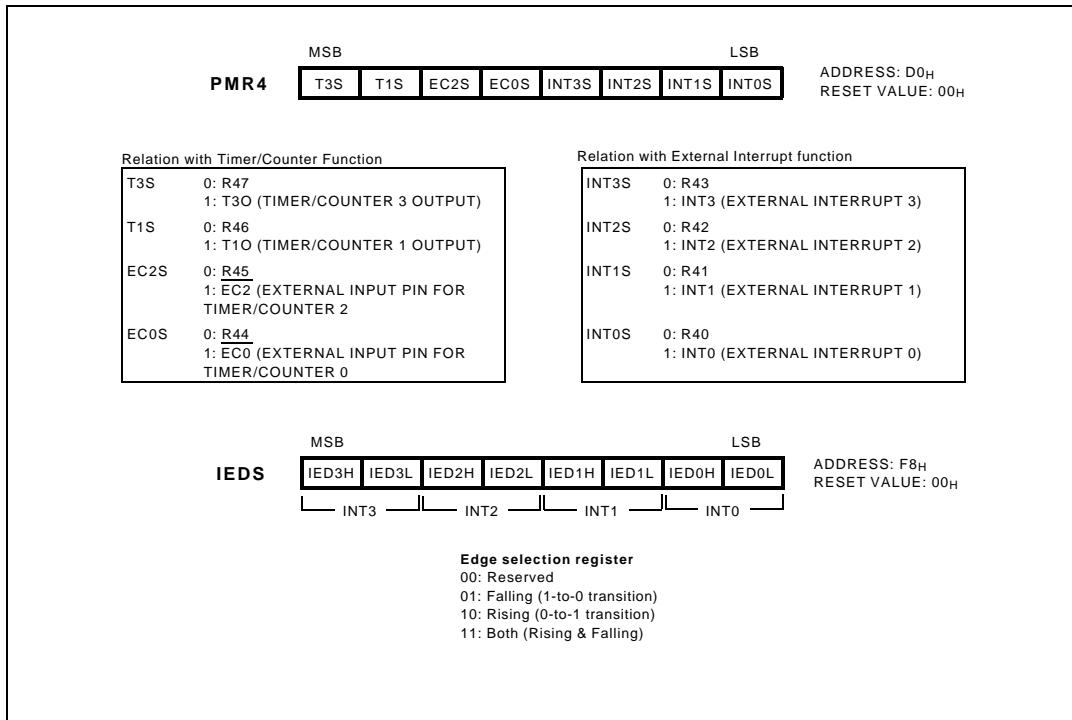 MSB LSB
PMR4 T3S T1S EC2S EC0S INT3S INT2S INT1S INT0S ADDRESS: D0H
RESET VALUE: 00H
Relation with Timer/Counter Function
T3S 0: R47
1: T3O (TIMER/COUNTER 3 OUTPUT)
T1S 0: R46
1: T1O (TIMER/COUNTER 1 OUTPUT)
EC2S 0: R45
1: EC2 (EXTERNAL INPUT PIN FOR
TIMER/COUNTER 2
EC0S 0: R44
1: EC0 (EXTERNAL INPUT PIN FOR
TIMER/COUNTER 0
Relation with External Interrupt function
INT3S 0: R43
1: INT3 (EXTERNAL INTERRUPT 3)
INT2S 0: R42
1: INT2 (EXTERNAL INTERRUPT 2)
INT1S 0: R41
1: INT1 (EXTERNAL INTERRUPT 1)
INT0S 0: R40
1: INT0 (EXTERNAL INTERRUPT 0)
MSB LSB
IEDS IED3H IED3L IED2H IED2L IED1H IED1L IED0H IED0L ADDRESS: F8H
RESET VALUE: 00H
INT3 INT2 INT1 INT0
Edge selection register
00: Reserved
01: Falling (1-to-0 transition)
10: Rising (0-to-1 transition)
11: Both (Rising & Falling)